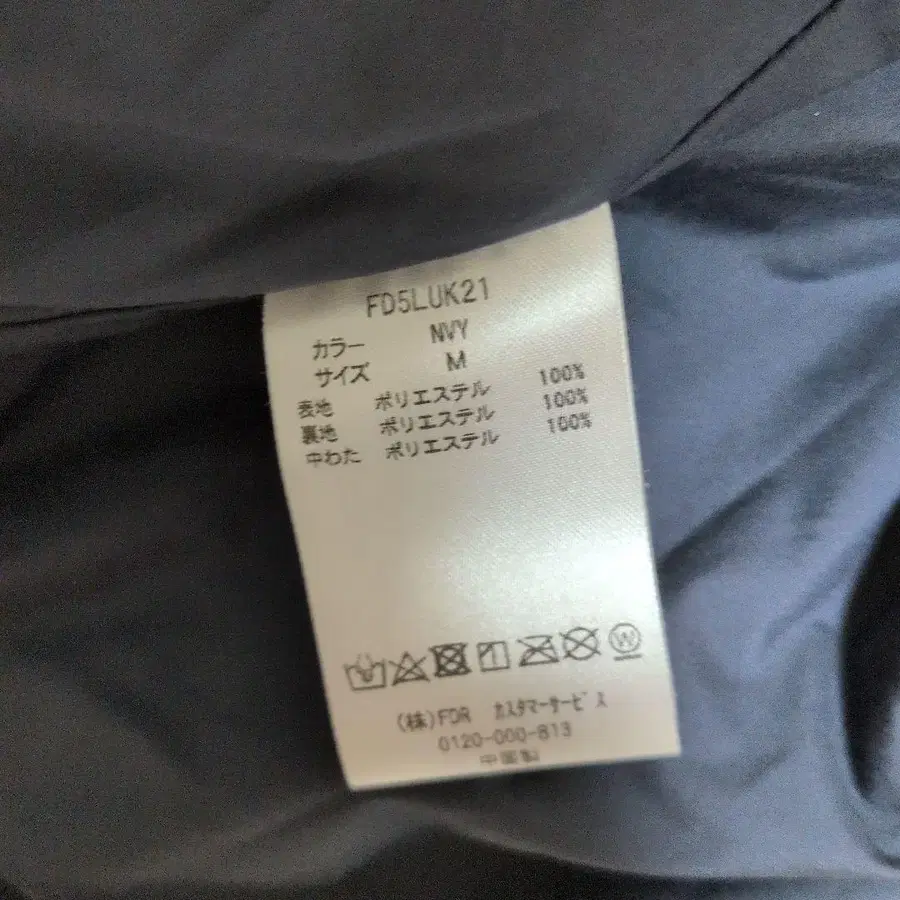 FD5LUK21
カラー NVY
サイズ M
表地 ポリエステル 100%
裏地 ポリエステル 100%
中わた ポリエステル 100%
W
(株)FDR カスタマーサービス
0120-000-813
中国製